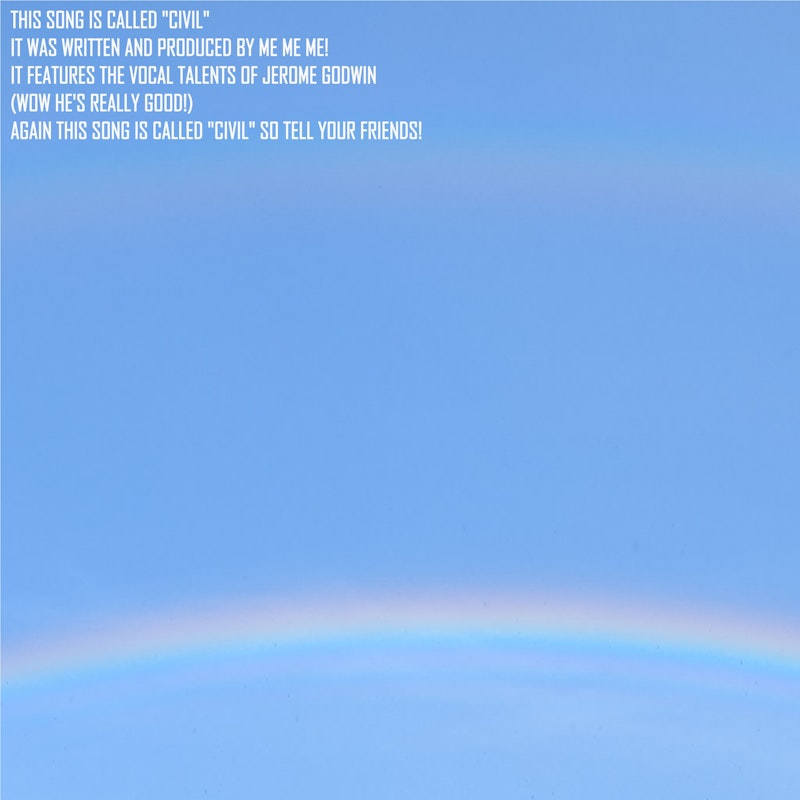 THIS SONG IS CALLED "CIVIL"
IT WAS WRITTEN AND PRODUCED BY ME ME ME!
IT FEATURES THE VOCAL TALENTS OF JEROME GODWIN
(WOW HE'S REALLY GOOD!)
AGAIN THIS SONG IS CALLED "CIVIL" SO TELL YOUR FRIENDS!